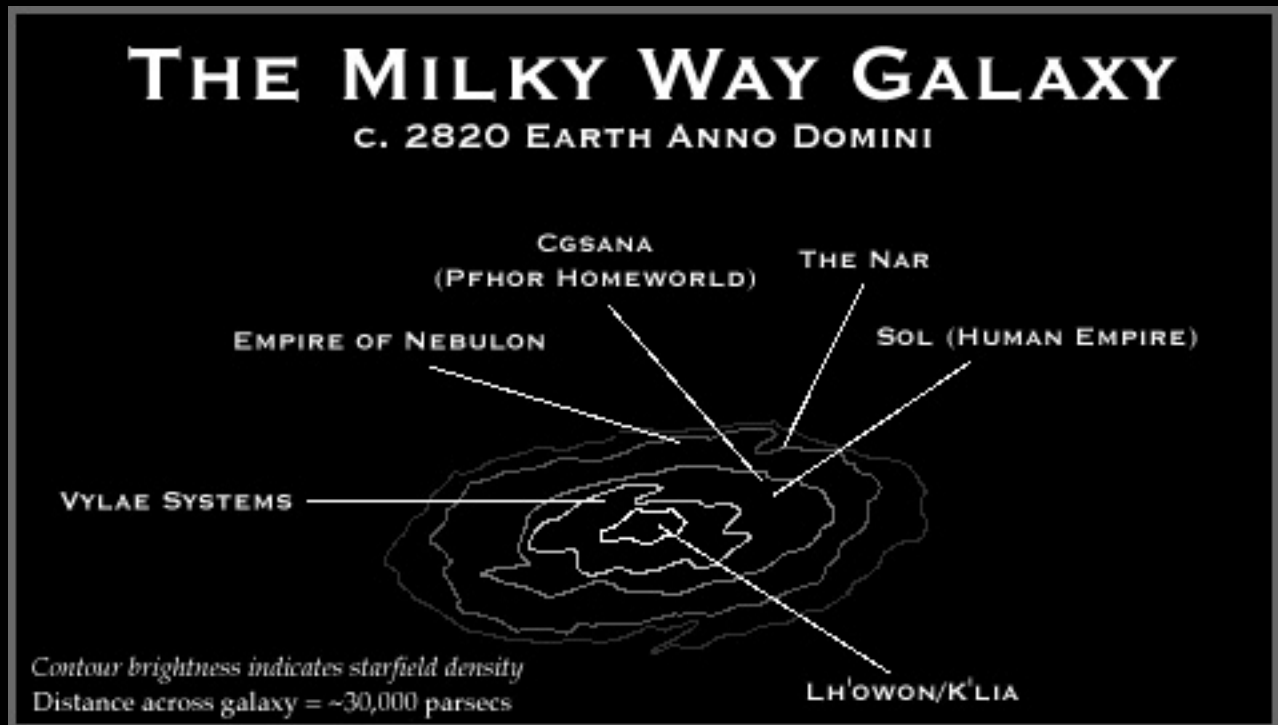 The Milky Way Galaxy
c. 2820 Earth Anno Domini
Cgsana
(Pfhor Homeworld)
The Nar
Empire of Nebulon
Sol (Human Empire)
Vylae Systems
Contour brightness indicates starfield density
Distance across galaxy = ~30,000 parsecs
Lh'owon/K'lia